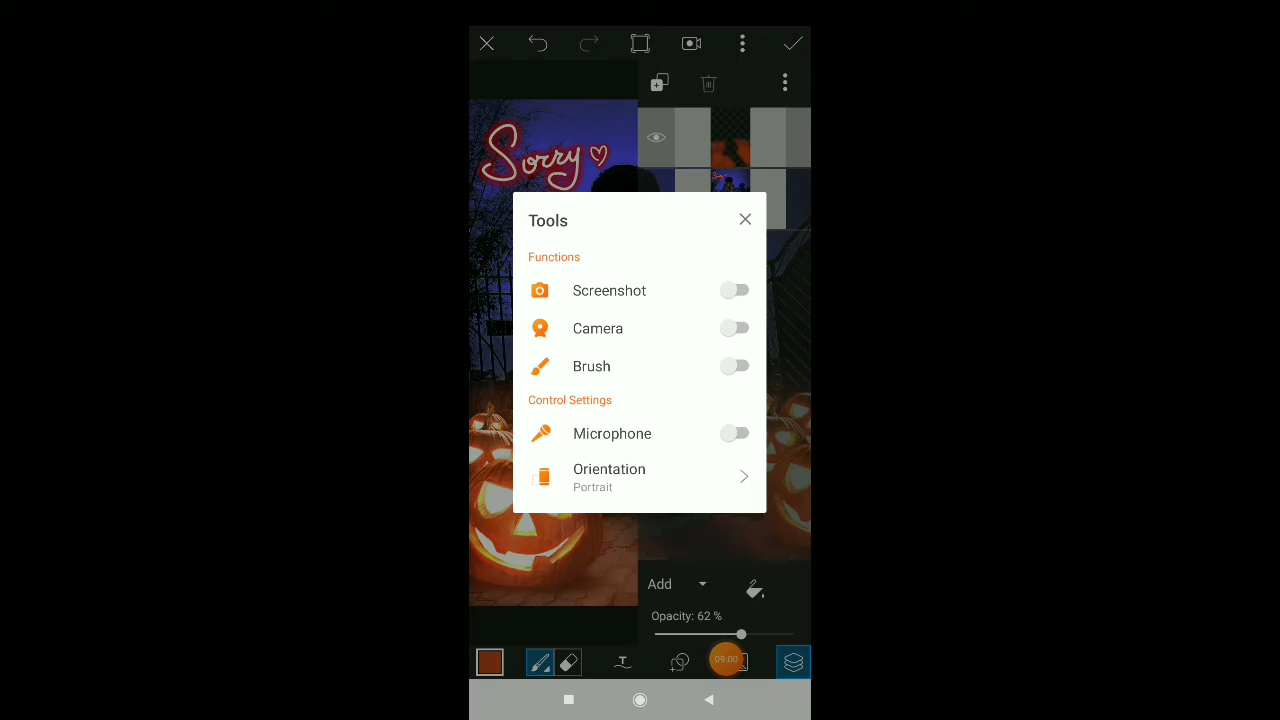 Sorry
Tools
Functions
Screenshot
Camera
Brush
Control Settings
Microphone
Orientation
Portrait
Add
Opacity: 62 %
T
09:00